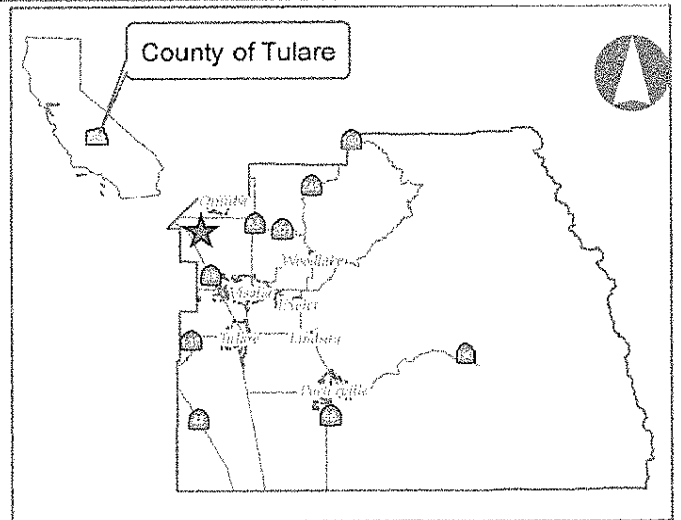 County of Tulare
Woodlake
Visalia
Exeter
Tulare
Lindsay
Porterville